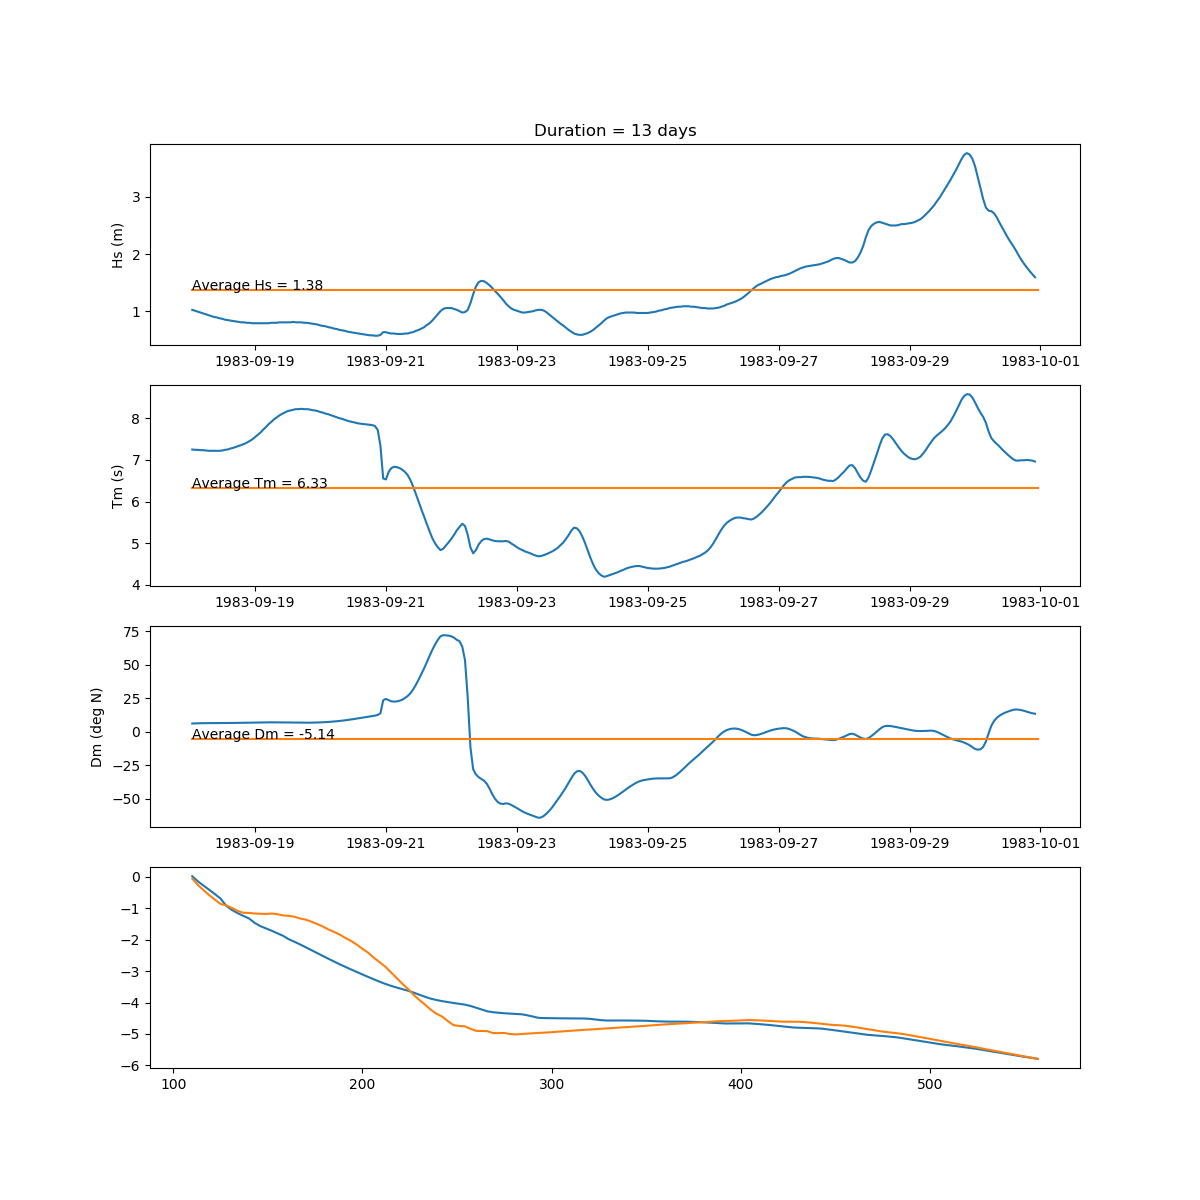 Duration = 13 days
3
2
1
Hs (m)
Average Hs = 1.38
1983-09-19 1983-09-21 1983-09-23 1983-09-25 1983-09-27 1983-09-29 1983-10-01
8
7
6
5
4
Tm (s)
Average Tm = 6.33
1983-09-19 1983-09-21 1983-09-23 1983-09-25 1983-09-27 1983-09-29 1983-10-01
75
50
25
0
−25
−50
Dm (deg N)
Average Dm = -5.14
1983-09-19 1983-09-21 1983-09-23 1983-09-25 1983-09-27 1983-09-29 1983-10-01
0
−1
−2
−3
−4
−5
−6
100 200 300 400 500